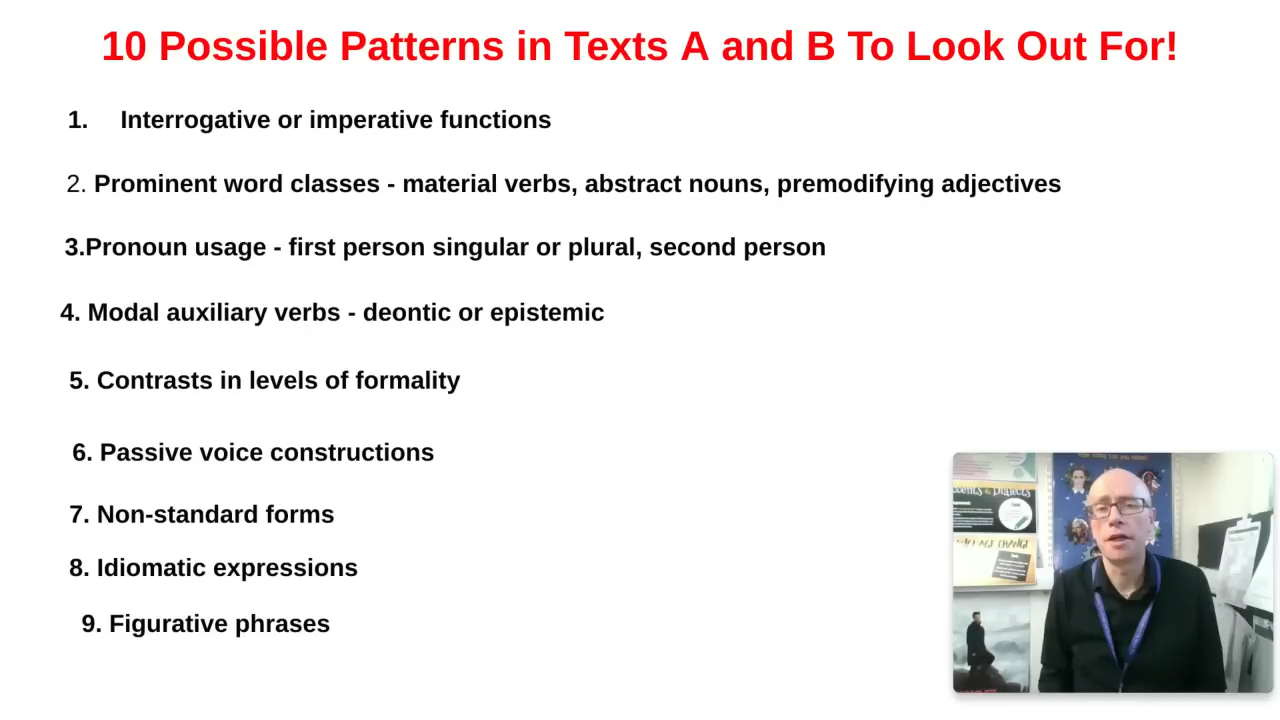 10 Possible Patterns in Texts A and B To Look Out For!
1. Interrogative or imperative functions
2. Prominent word classes - material verbs, abstract nouns, premodifying adjectives
3.Pronoun usage - first person singular or plural, second person
4. Modal auxiliary verbs - deontic or epistemic
5. Contrasts in levels of formality
6. Passive voice constructions
7. Non-standard forms
8. Idiomatic expressions
9. Figurative phrases